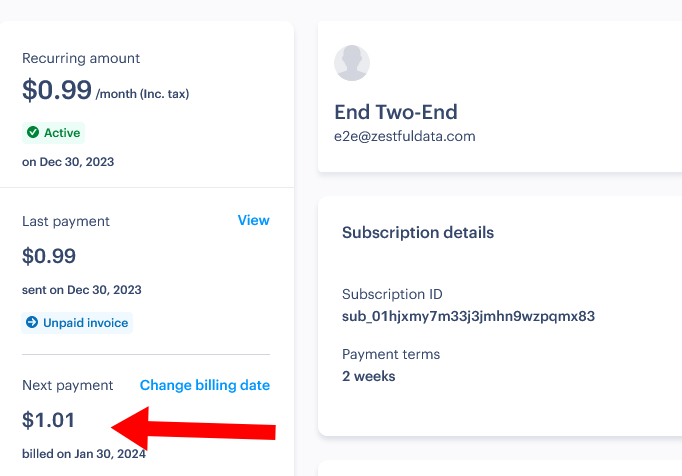 Recurring amount
$0.99 /month (Inc. tax)
Active
on Dec 30, 2023
Last payment View
$0.99
sent on Dec 30, 2023
Unpaid invoice
Next payment Change billing date
$1.01
billed on Jan 30, 2024
End Two-End
e2e@zestfuldata.com
Subscription details
Subscription ID
sub_01hjxmy7m33j3jmhn9wzpqmx83
Payment terms
2 weeks